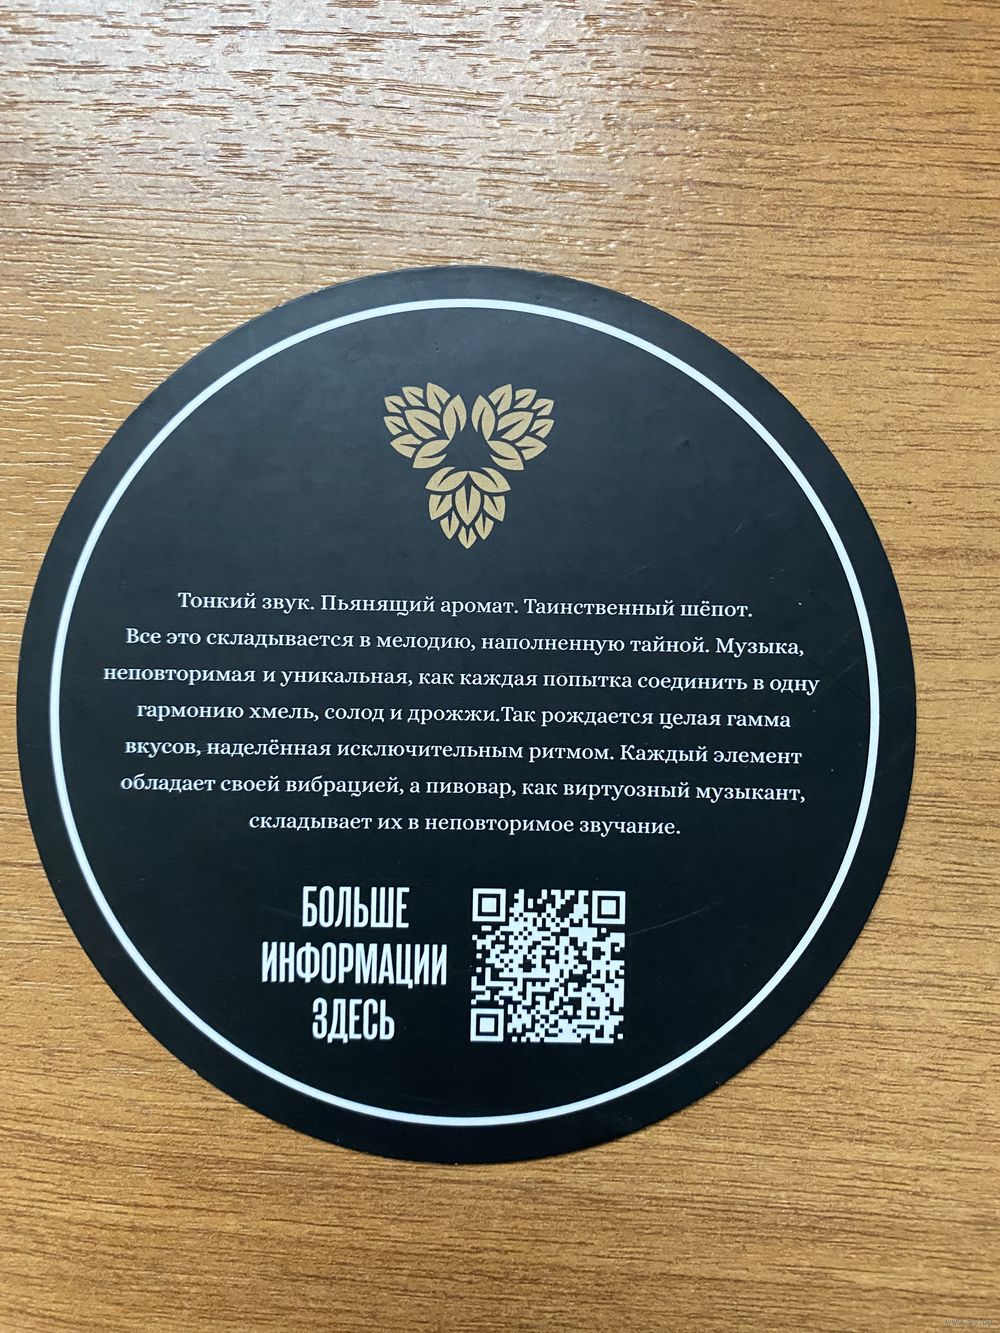 Тонкий звук. Пьянящий аромат. Таинственный шёпот.
Все это складывается в мелодию, наполненную тайной. Музыка,
неповторимая и уникальная, как каждая попытка соединить в одну
гармонию хмель, солод и дрожжи.Так рождается целая гамма
вкусов, наделённая исключительным ритмом. Каждый элемент
обладает своей вибрацией, а пивовар, как виртуозный музыкант,
складывает их в неповторимое звучание.
БОЛЬШЕ
ИНФОРМАЦИИ
ЗДЕСЬ